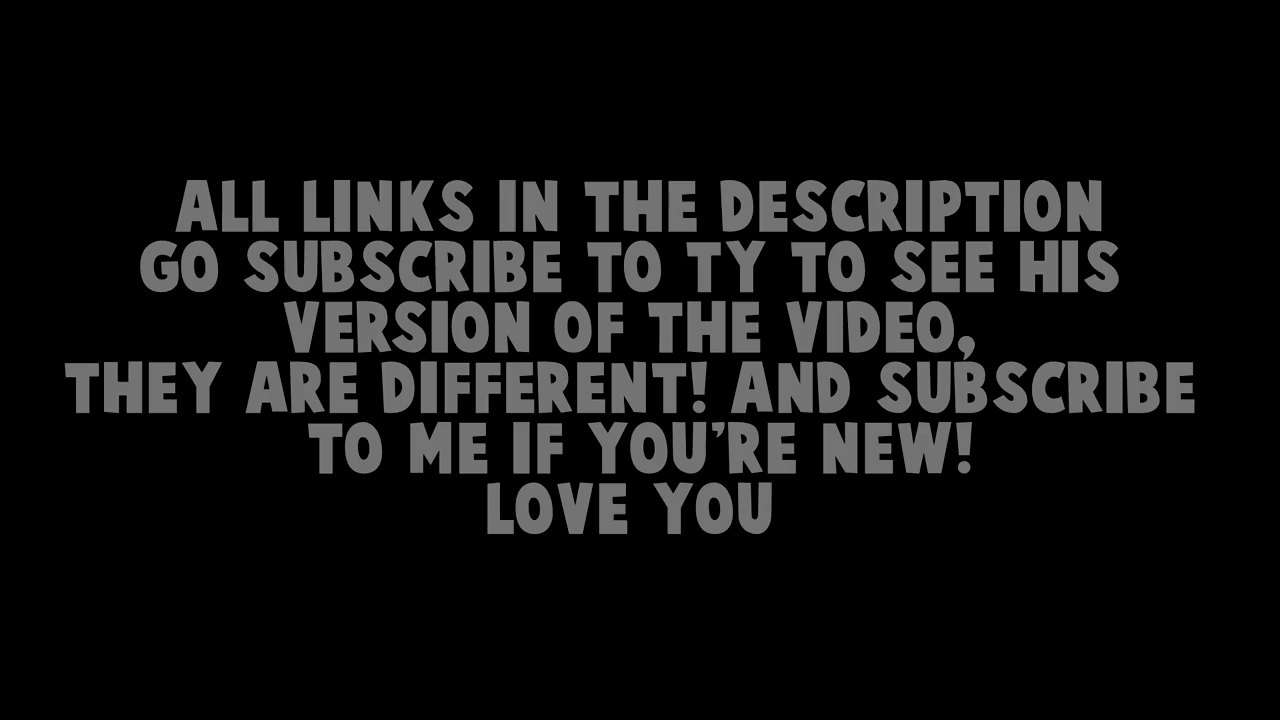 ALL LINKS IN THE DESCRIPTION
GO SUBSCRIBE TO TY TO SEE HIS
VERSION OF THE VIDEO,
THEY ARE DIFFERENT! AND SUBSCRIBE
TO ME IF YOU'RE NEW!
LOVE YOU